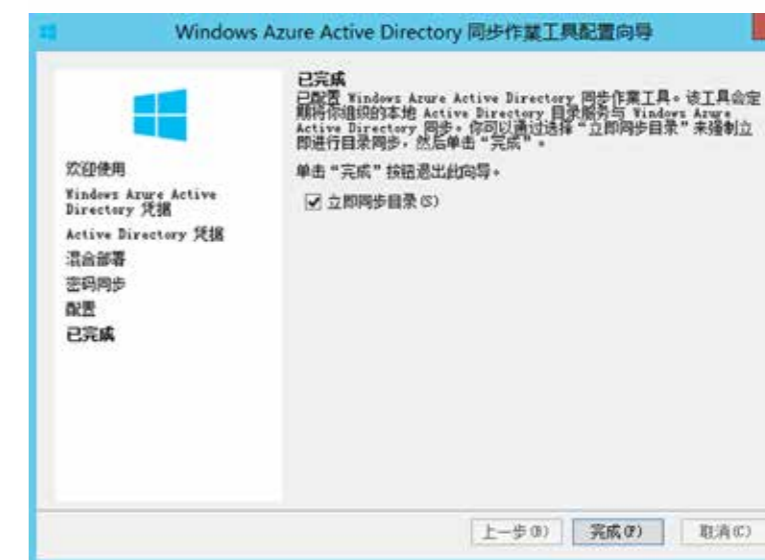 Windows Azure Active Directory 同步作業工具配置向导
欢迎使用
Windows Azure Active
Directory 凭据
Active Directory 凭据
混合部署
密码同步
配置
已完成
已完成
已配置 Windows Azure Active Directory 同步作業工具。该工具会定
期将你组织的本地 Active Directory 目录服务与 Windows Azure
Active Directory 同步。你可以通过选择“立即同步目录”来强制立
即进行目录同步，然后单击“完成”。
单击“完成”按钮退出此向导。
立即同步目录(S)
上一步(B)
完成(F)
取消(C)